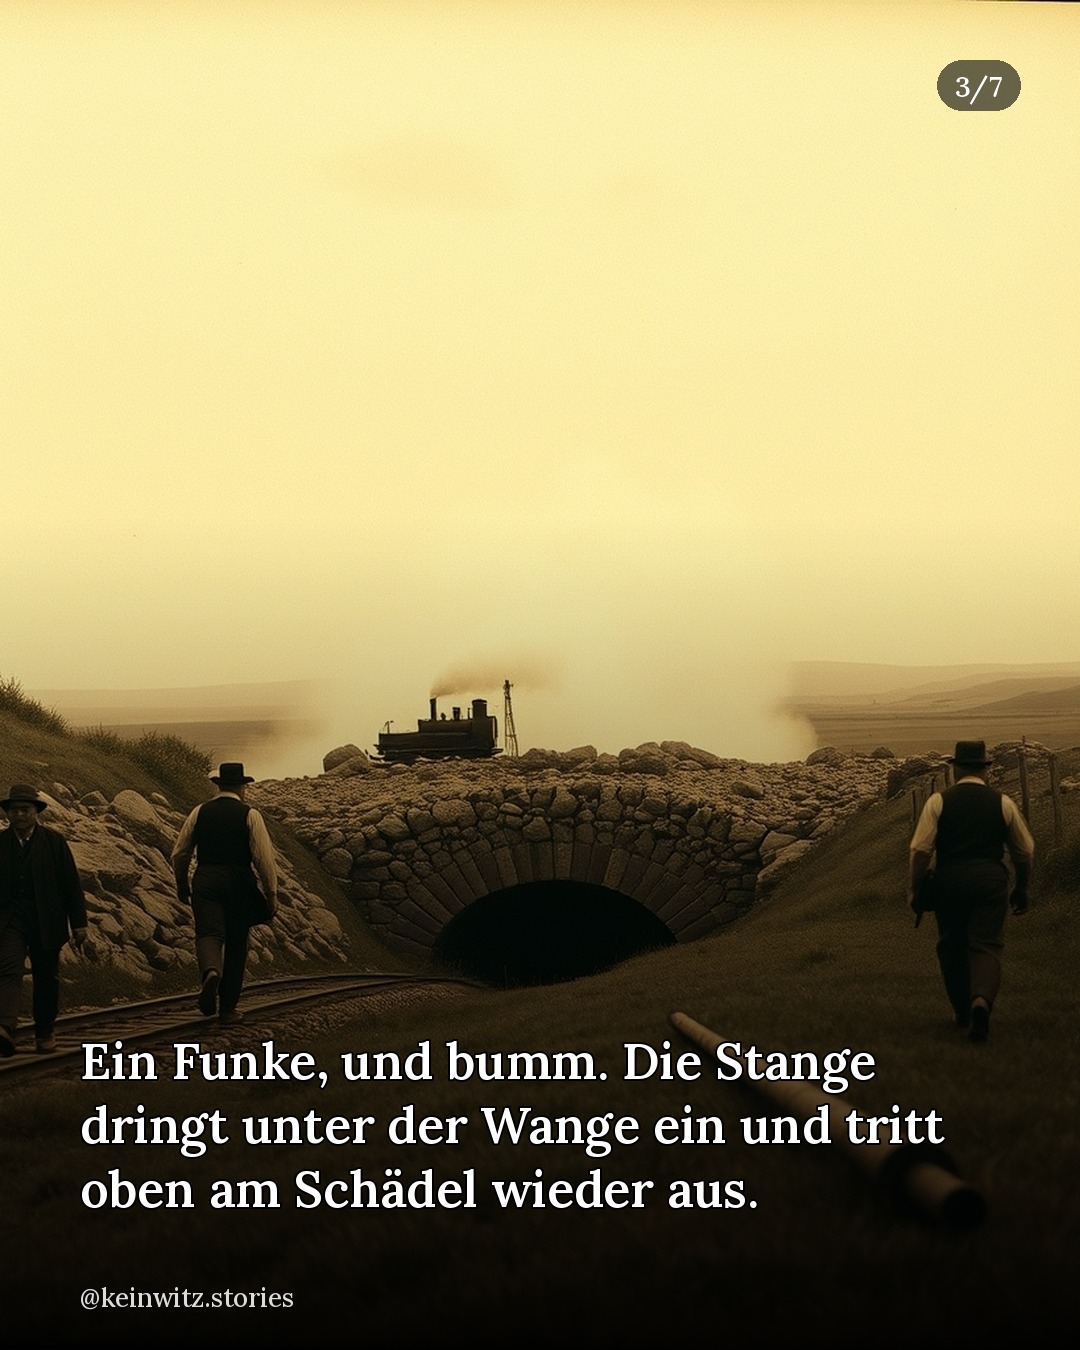 3/7
Ein Funke, und bumm. Die Stange
dringt unter der Wange ein und tritt
oben am Schädel wieder aus.
@keinwitz.stories